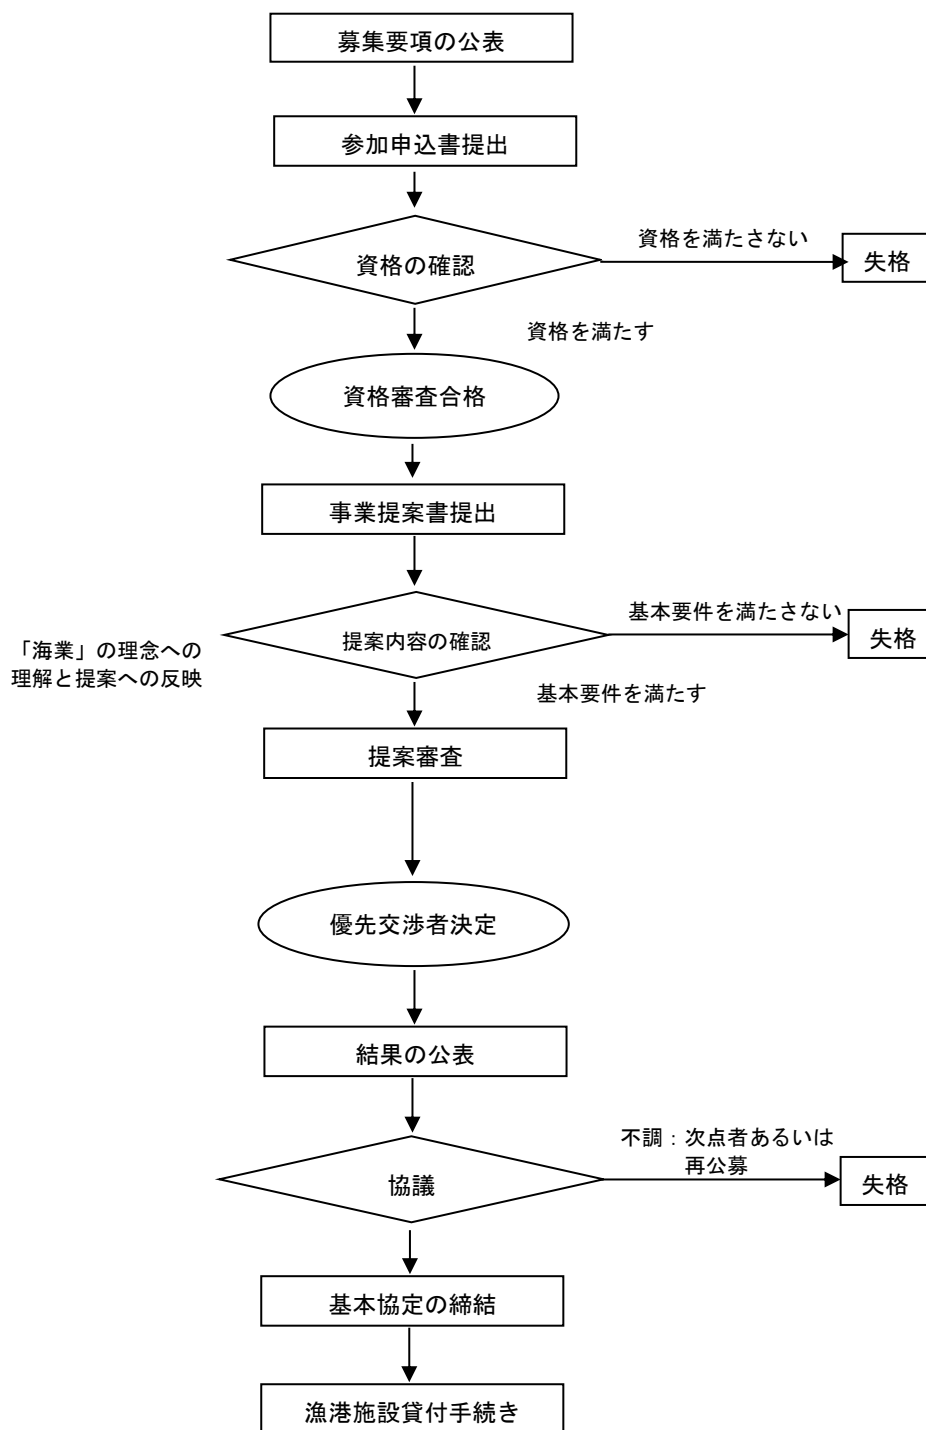 募集要項の公表
参加申込書提出
資格を満たさない
資格の確認
失格
資格を満たす
資格審査合格
事業提案書提出
基本要件を満たさない
「海業」の理念への
理解と提案への反映
提案内容の確認
失格
基本要件を満たす
提案審査
優先交渉者決定
結果の公表
不調：次点者あるいは
再公募
協議
失格
基本協定の締結
漁港施設貸付手続き